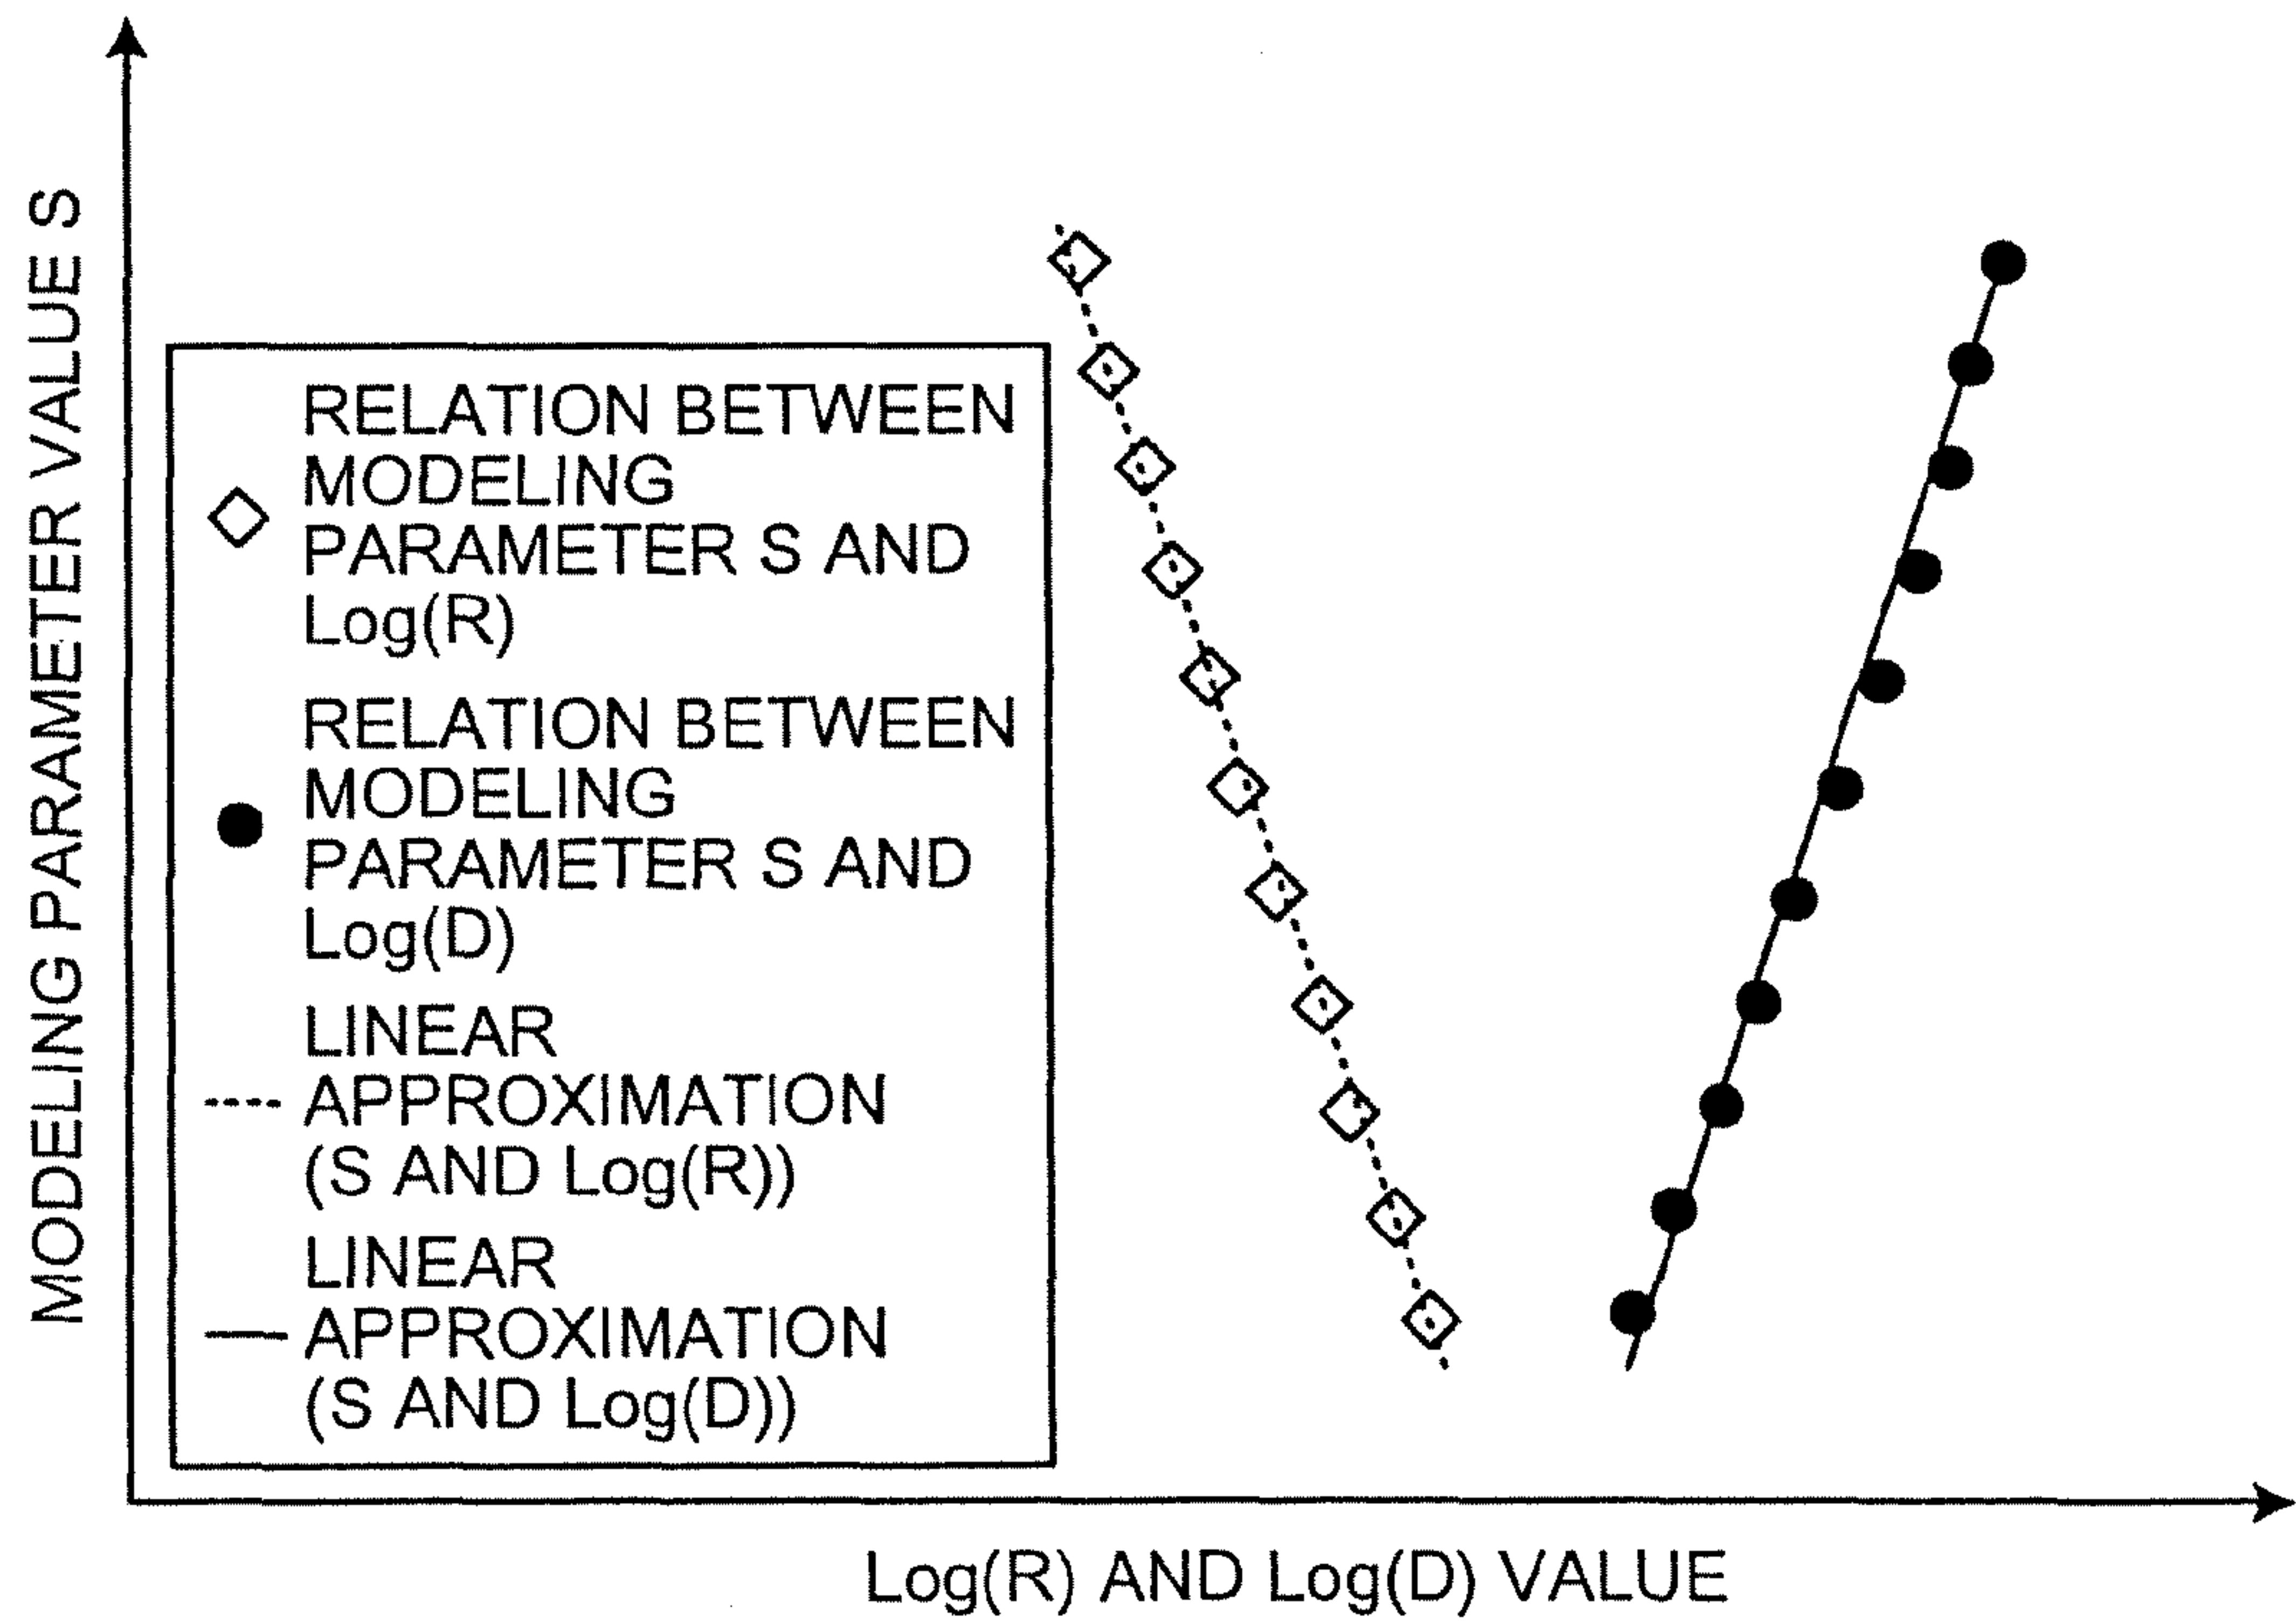 MODELING PARAMETER VALUE S
RELATION BETWEEN
MODELING
PARAMETER S AND
Log(R)
RELATION BETWEEN
MODELING
PARAMETER S AND
Log(D)
LINEAR
APPROXIMATION
(S AND Log(R))
LINEAR
APPROXIMATION
(S AND Log(D))
Log(R) AND Log(D) VALUE